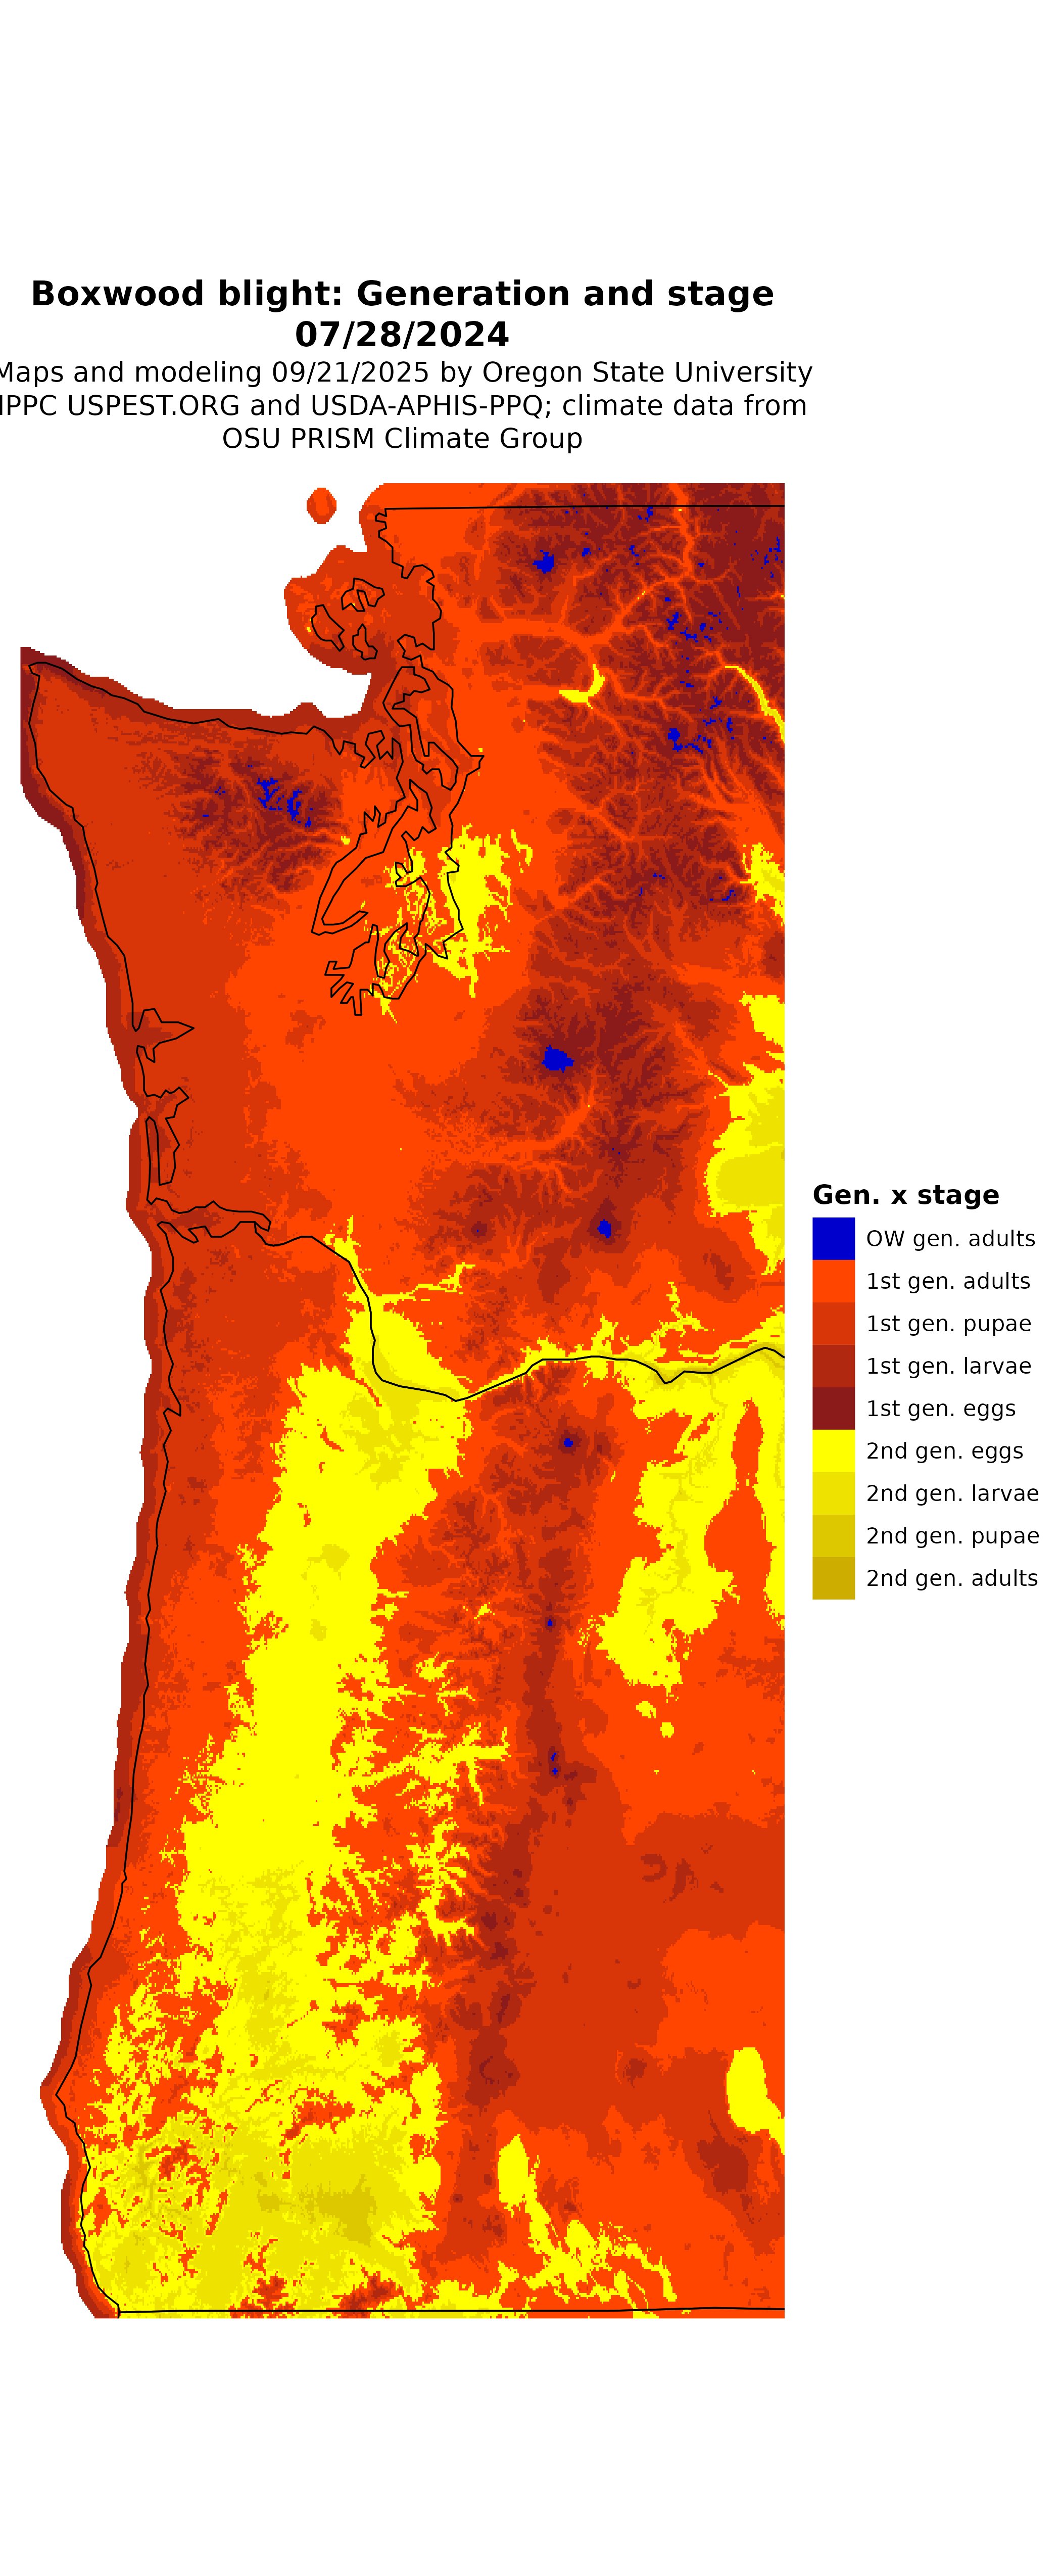 Boxwood blight: Generation and stage
07/28/2024
Maps and modeling 09/21/2025 by Oregon State University
IPPC USPEST.ORG and USDA-APHIS-PPQ; climate data from
OSU PRISM Climate Group
Gen. x stage
OW gen. adults
1st gen. adults
1st gen. pupae
1st gen. larvae
1st gen. eggs
2nd gen. eggs
2nd gen. larvae
2nd gen. pupae
2nd gen. adults